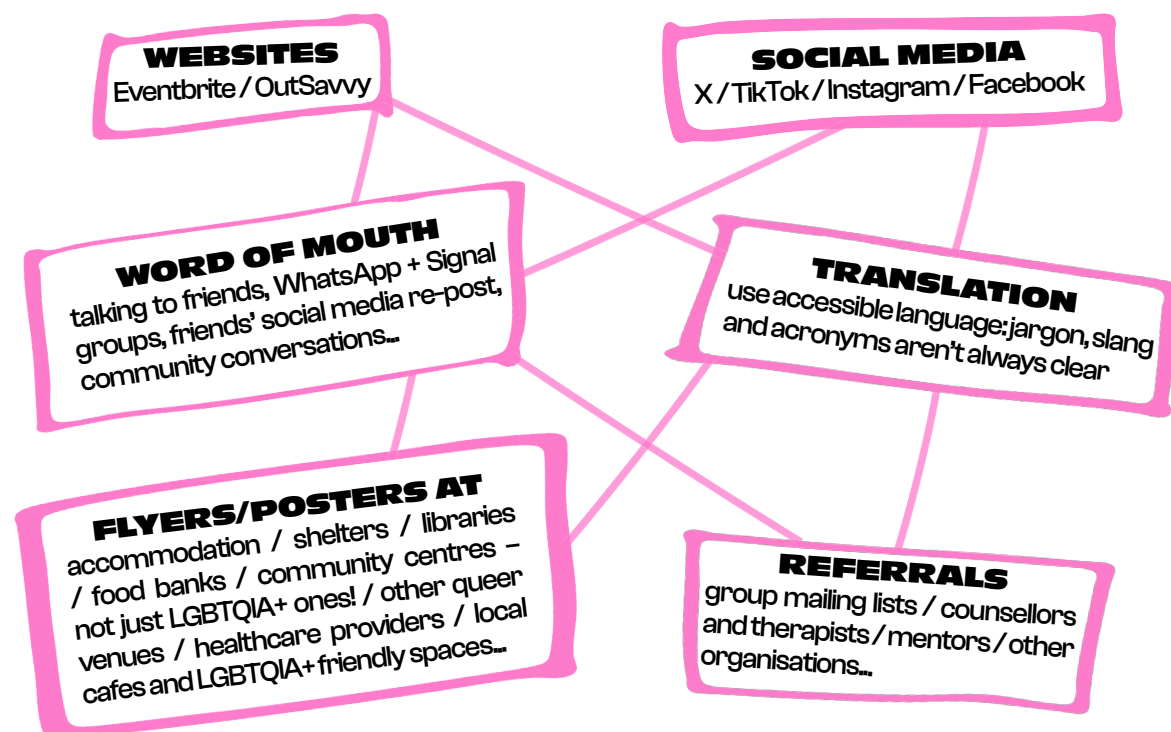 WEBSITES
Eventbrite / OutSavvy
SOCIAL MEDIA
X / TikTok / Instagram / Facebook
WORD OF MOUTH
talking to friends, WhatsApp + Signal
groups, friends’ social media re-post,
community conversations...
TRANSLATION
use accessible language: jargon, slang
and acronyms aren’t always clear
FLYERS/POSTERS AT
accommodation / shelters / libraries
/ food banks / community centres –
not just LGBTQIA+ ones! / other queer
venues / healthcare providers / local
cafes and LGBTQIA+ friendly spaces...
REFERRALS
group mailing lists / counsellors
and therapists / mentors / other
organisations...